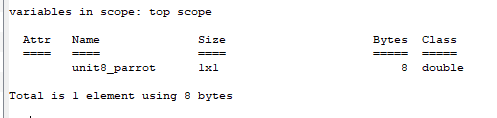 variables in scope: top scope
Attr Name Size Bytes Class
==== ==== ==== ===== =====
unit8_parrot 1x1 8 double
Total is 1 element using 8 bytes